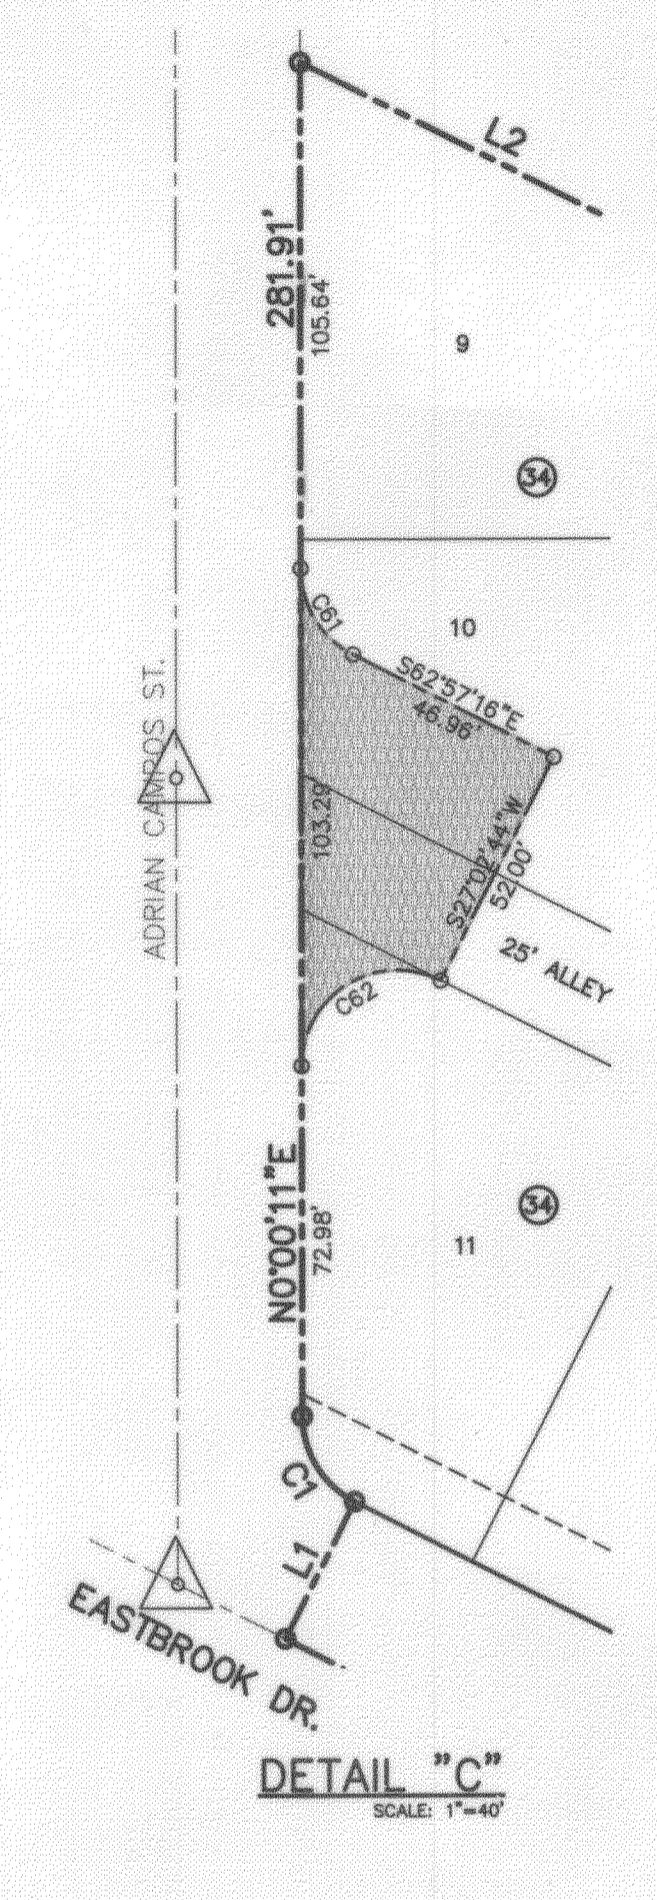 L2
281.91'
105.64'
9
34
C61
10
S62°57'16"E
46.96'
ADRIAN CAMPOS ST.
103.29'
S27°02'44"W
52.00'
25' ALLEY
C62
N0°00'11"E
72.98'
34
11
C1
L1
EASTBROOK DR.
DETAIL "C"
SCALE: 1"=40'